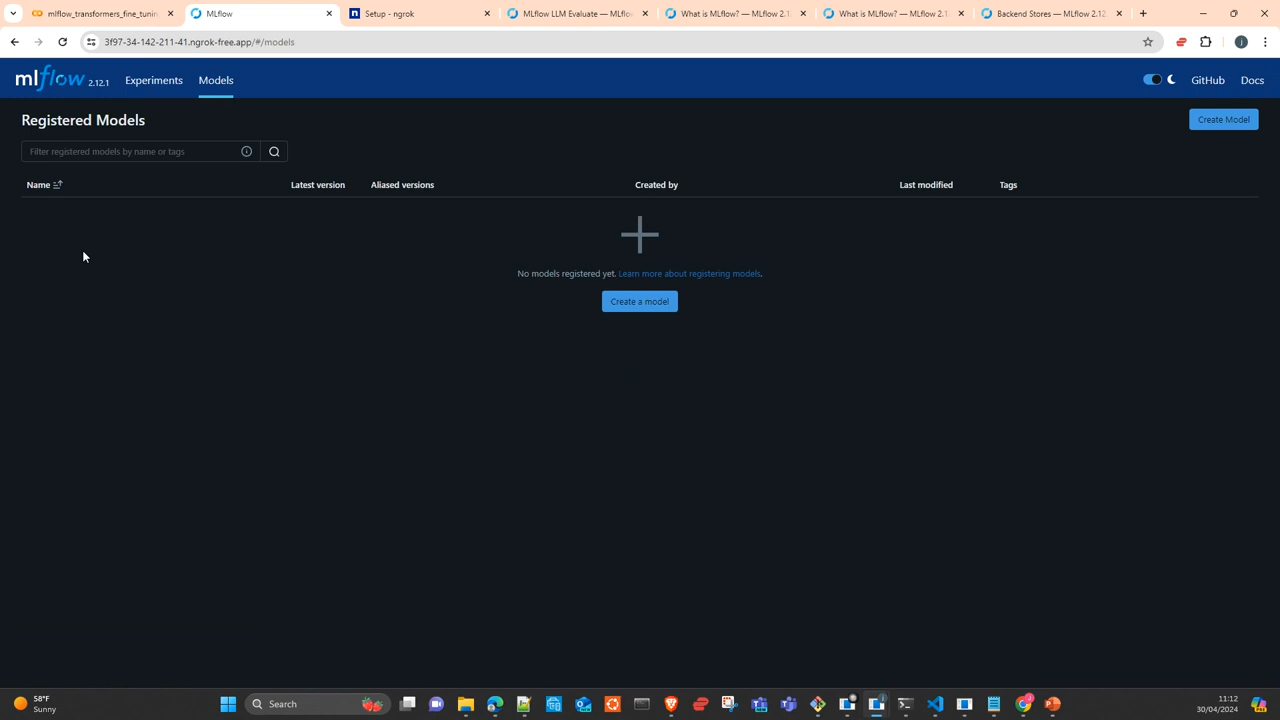 mlflow_transformers_fine_tunin
MLflow
Setup - ngrok
MLflow LLM Evaluate — MLflo
What is MLflow? — MLflow 2.1
What is MLflow? — MLflow 2.1
Backend Stores — MLflow 2.12.
3f97-34-142-211-41.ngrok-free.app/#/models
mlflow 2.12.1 Experiments Models GitHub Docs
Registered Models
Create Model
Filter registered models by name or tags
Name Latest version Aliased versions Created by Last modified Tags
No models registered yet. Learn more about registering models.
Create a model
58°F
Sunny
Search
11:12
30/04/2024